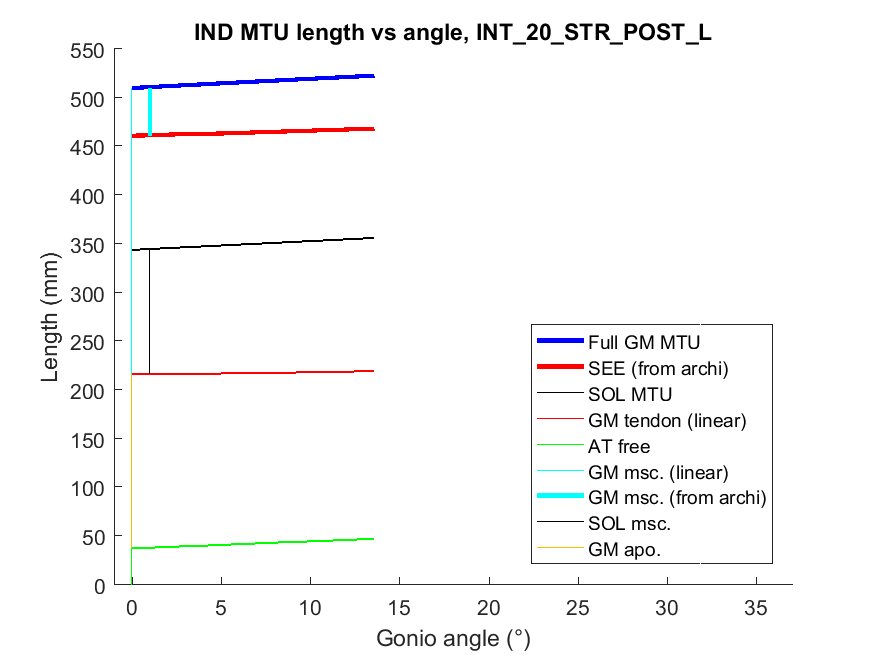 IND MTU length vs angle, INT_20_STR_POST_L
550
500
450
400
350
300
250
200
150
100
50
0
Length (mm)
Full GM MTU
SEE (from archi)
SOL MTU
GM tendon (linear)
AT free
GM msc. (linear)
GM msc. (from archi)
SOL msc.
GM apo.
0 5 10 15 20 25 30 35
Gonio angle (°)